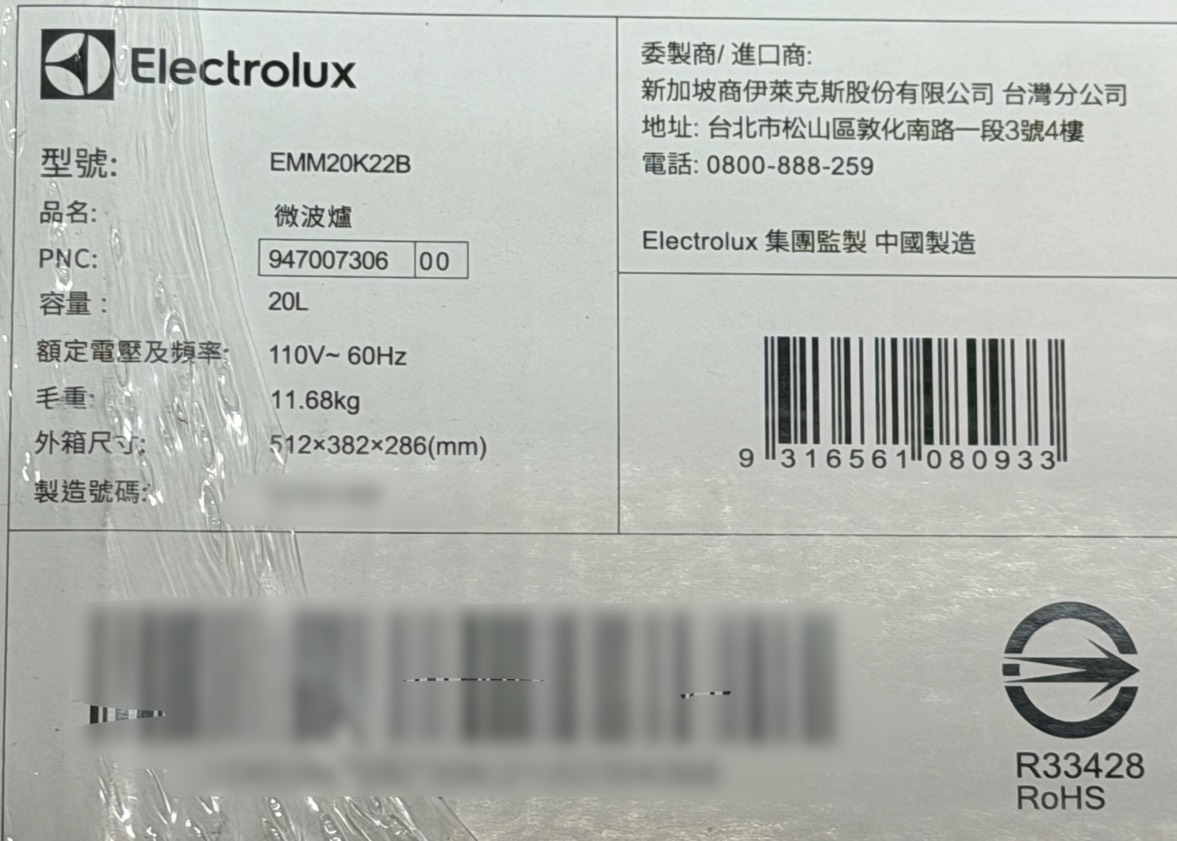 Electrolux
型號: EMM20K22B
品名: 微波爐
PNC: 947007306 00
容量: 20L
額定電壓及頻率: 110V~ 60Hz
毛重: 11.68kg
外箱尺寸: 512×382×286(mm)
製造號碼:
委製商/ 進口商:
新加坡商伊萊克斯股份有限公司 台灣分公司
地址: 台北市松山區敦化南路一段3號4樓
電話: 0800-888-259
Electrolux 集團監製 中國製造
9 316561 080933
R33428
RoHS